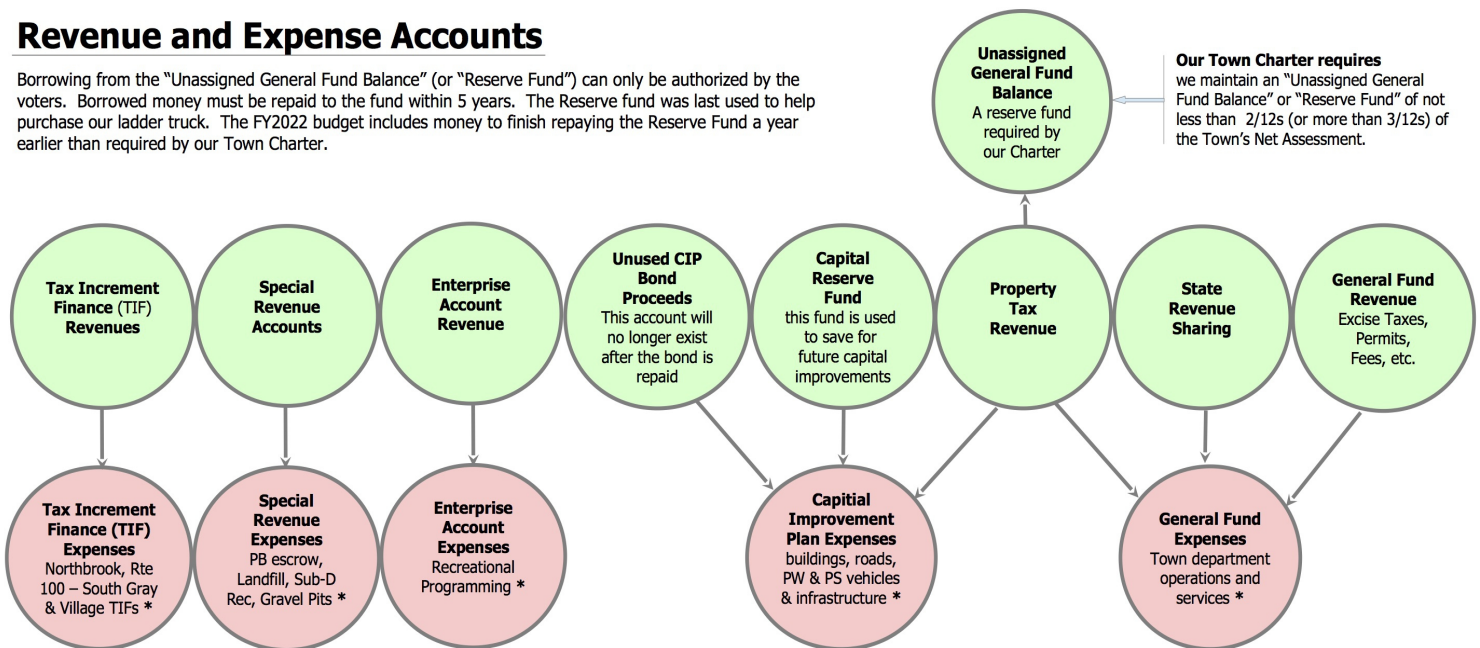 Revenue and Expense Accounts
Borrowing from the “Unassigned General Fund Balance” (or “Reserve Fund”) can only be authorized by the
voters. Borrowed money must be repaid to the fund within 5 years. The Reserve fund was last used to help
purchase our ladder truck. The FY2022 budget includes money to finish repaying the Reserve Fund a year
earlier than required by our Town Charter.
Unassigned
General Fund
Balance
A reserve fund
required by
our Charter
Our Town Charter requires
we maintain an “Unassigned General
Fund Balance” or “Reserve Fund” of not
less than 2/12s (or more than 3/12s) of
the Town’s Net Assessment.
Tax Increment
Finance (TIF)
Revenues
Special
Revenue
Accounts
Enterprise
Account
Revenue
Unused CIP
Bond
Proceeds
This account will
no longer exist
after the bond is
repaid
Capital
Reserve
Fund
this fund is used
to save for
future capital
improvements
Property
Tax
Revenue
State
Revenue
Sharing
General Fund
Revenue
Excise Taxes,
Permits,
Fees, etc.
Tax Increment
Finance (TIF)
Expenses
Northbrook, Rte
100 – South Gray
& Village TIFs *
Special
Revenue
Expenses
PB escrow,
Landfill, Sub-D
Rec, Gravel Pits *
Enterprise
Account
Expenses
Recreational
Programming *
Capitial
Improvement
Plan Expenses
buildings, roads,
PW & PS vehicles
& infrastructure *
General Fund
Expenses
Town department
operations and
services *